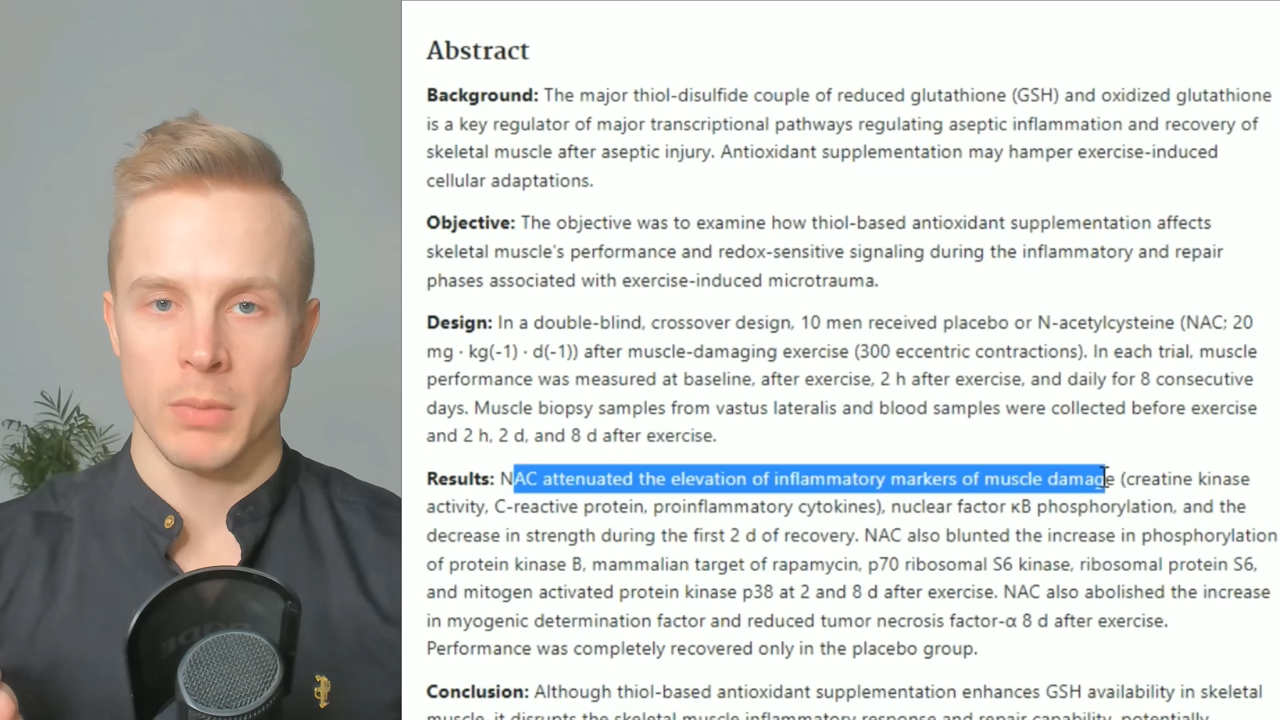 Abstract
Background: The major thiol-disulfide couple of reduced glutathione (GSH) and oxidized glutathione
is a key regulator of major transcriptional pathways regulating aseptic inflammation and recovery of
skeletal muscle after aseptic injury. Antioxidant supplementation may hamper exercise-induced
cellular adaptations.
Objective: The objective was to examine how thiol-based antioxidant supplementation affects
skeletal muscle's performance and redox-sensitive signaling during the inflammatory and repair
phases associated with exercise-induced microtrauma.
Design: In a double-blind, crossover design, 10 men received placebo or N-acetylcysteine (NAC; 20
mg · kg(-1) · d(-1)) after muscle-damaging exercise (300 eccentric contractions). In each trial, muscle
performance was measured at baseline, after exercise, 2 h after exercise, and daily for 8 consecutive
days. Muscle biopsy samples from vastus lateralis and blood samples were collected before exercise
and 2 h, 2 d, and 8 d after exercise.
Results: NAC attenuated the elevation of inflammatory markers of muscle damage (creatine kinase
activity, C-reactive protein, proinflammatory cytokines), nuclear factor κB phosphorylation, and the
decrease in strength during the first 2 d of recovery. NAC also blunted the increase in phosphorylation
of protein kinase B, mammalian target of rapamycin, p70 ribosomal S6 kinase, ribosomal protein S6,
and mitogen activated protein kinase p38 at 2 and 8 d after exercise. NAC also abolished the increase
in myogenic determination factor and reduced tumor necrosis factor-α 8 d after exercise.
Performance was completely recovered only in the placebo group.
Conclusion: Although thiol-based antioxidant supplementation enhances GSH availability in skeletal
muscle, it disrupts the skeletal muscle inflammatory response and repair capability, potentially